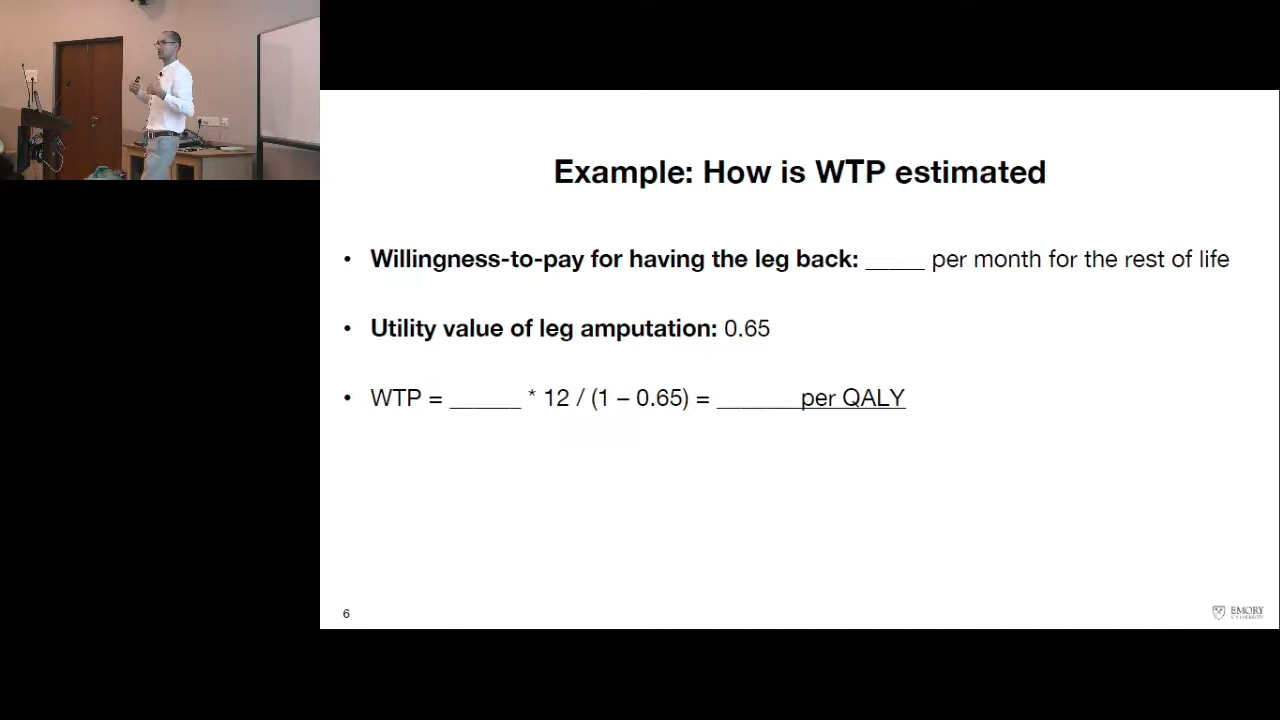 Example: How is WTP estimated
• Willingness-to-pay for having the leg back: _____ per month for the rest of life
• Utility value of leg amputation: 0.65
• WTP = ______ * 12 / (1 – 0.65) = _______per QALY
6
EMORY
UNIVERSITY